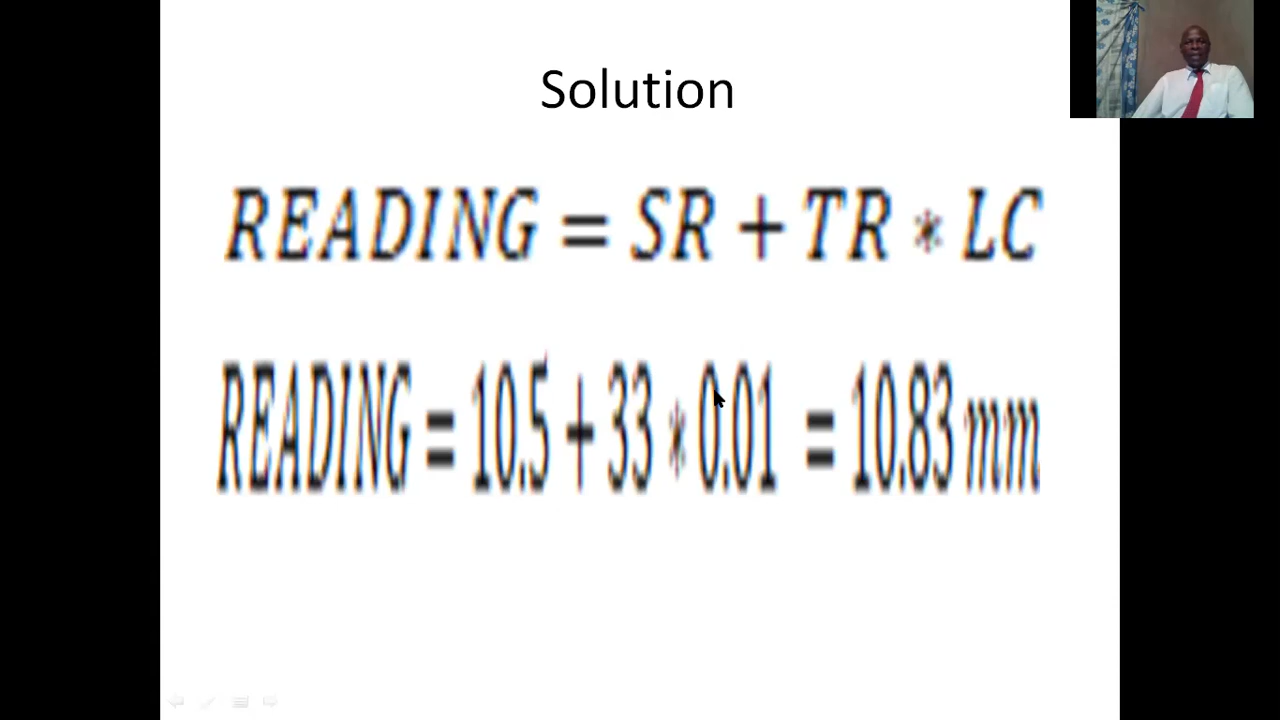 Solution
READING = SR + TR * LC
READING = 10.5 + 33 * 0.01 = 10.83 mm